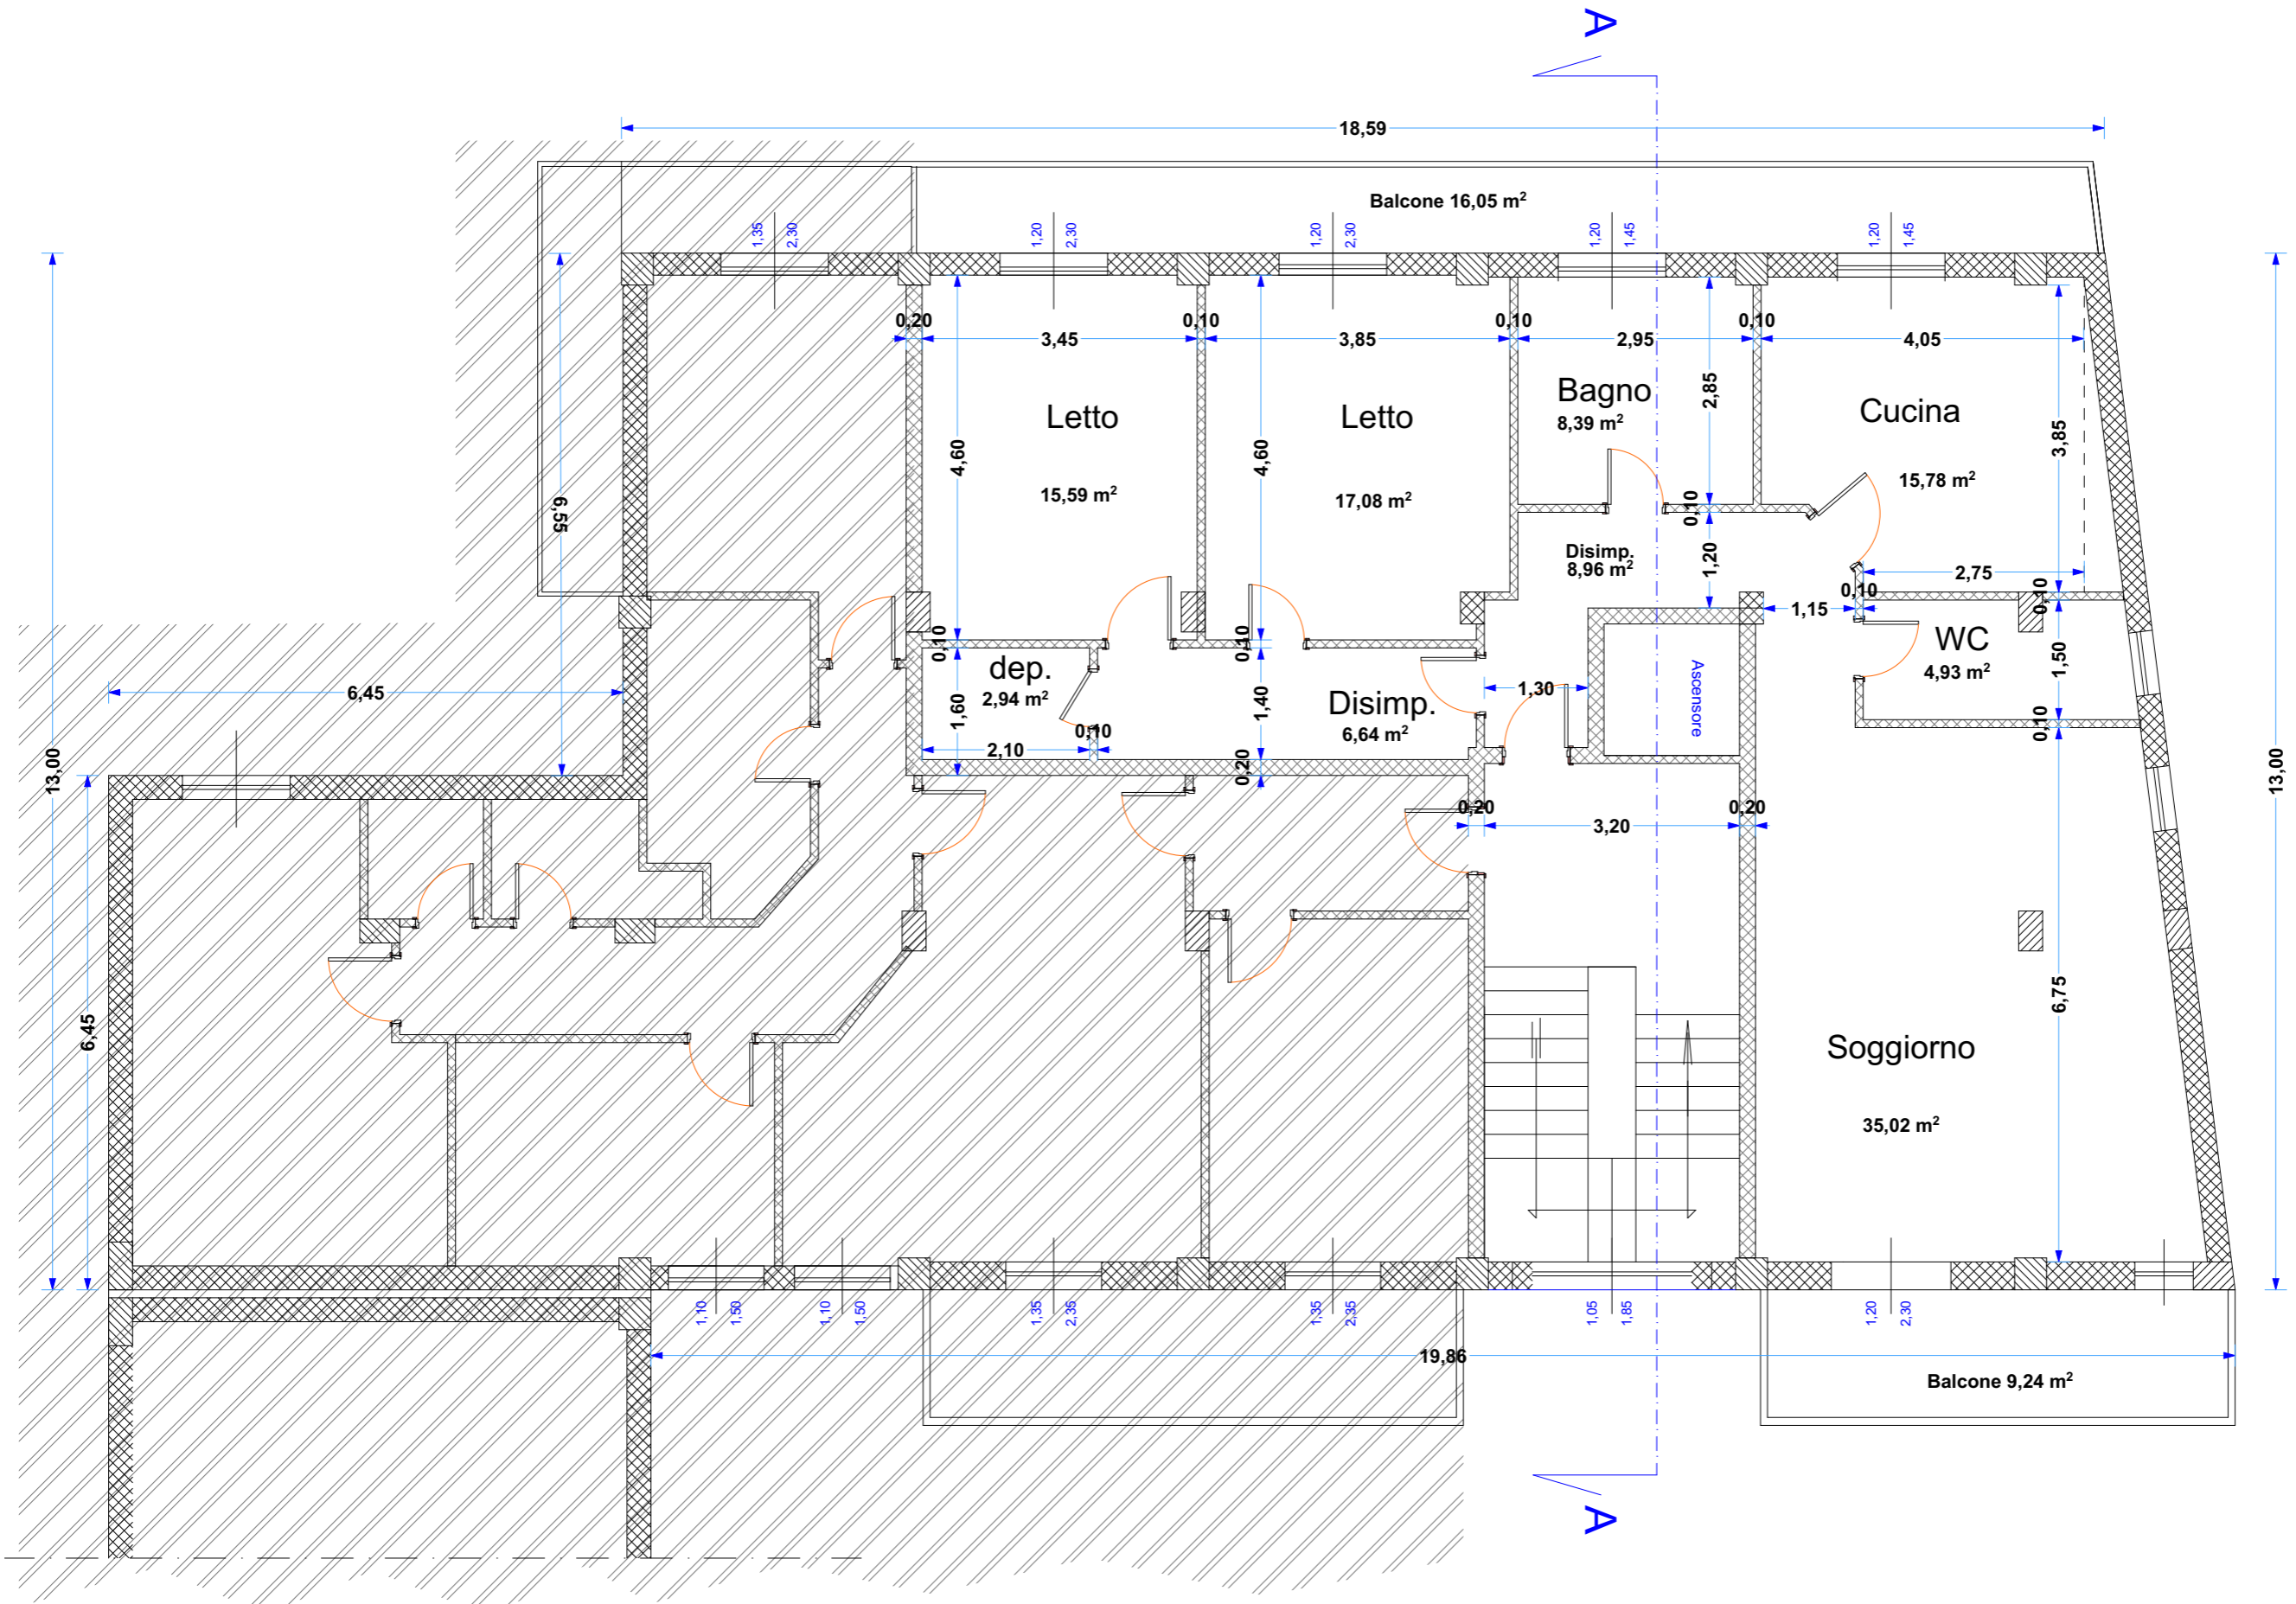 A
18,59
Balcone 16,05 m²
1,35 2,30
1,20 2,30
1,20 2,30
1,20 1,45
1,20 1,45
0,20
0,10
0,10
0,10
3,45
3,85
2,95
4,05
Letto
15,59 m²
4,60
Letto
17,08 m²
4,60
Bagno
8,39 m²
2,85
Cucina
15,78 m²
3,85
6,55
0,10
Disimp.
8,96 m²
1,20
2,75
0,10
0,10
1,15
WC
4,93 m²
1,50
0,10
0,10
0,10
dep.
2,94 m²
1,60
2,10
0,10
Disimp.
6,64 m²
1,40
0,20
1,30
Ascensore
6,45
13,00
13,00
0,20
3,20
0,20
6,45
6,75
Soggiorno
35,02 m²
1,10 1,50
1,10 1,50
1,35 2,35
1,35 2,35
1,05 1,85
1,20 2,30
19,86
Balcone 9,24 m²
A